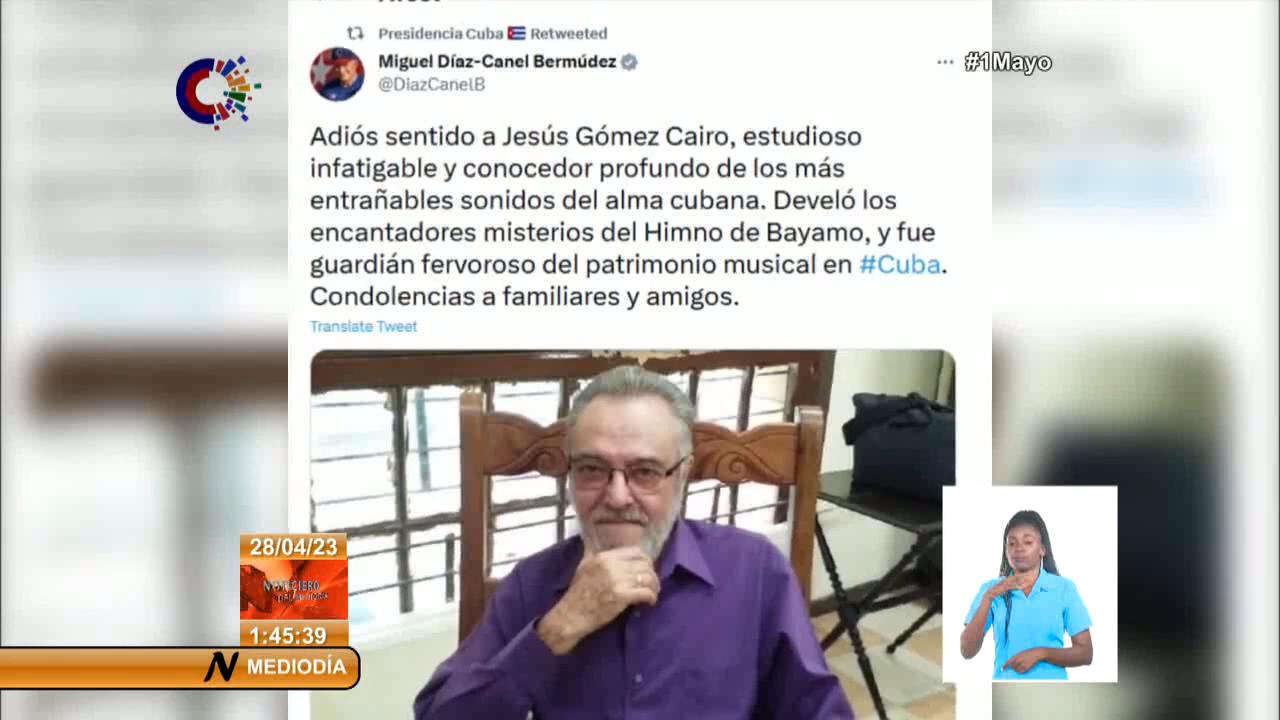 Presidencia Cuba 🇨🇺 Retweeted
Miguel Díaz-Canel Bermúdez
@DiazCanelB
#1Mayo
Adiós sentido a Jesús Gómez Cairo, estudioso
infatigable y conocedor profundo de los más
entrañables sonidos del alma cubana. Develó los
encantadores misterios del Himno de Bayamo, y fue
guardián fervoroso del patrimonio musical en #Cuba.
Condolencias a familiares y amigos.
Translate Tweet
28/04/23
NOTICIERO
1:45:39
N MEDIODÍA